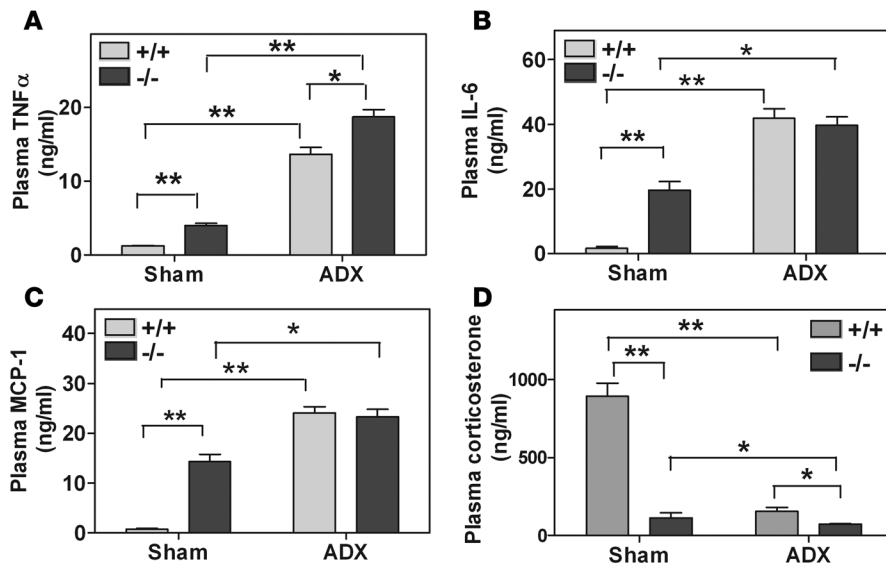 A
+/+
-/-
Plasma TNFα
(ng/ml)
20
10
0
**
**
**
*
Sham
ADX
B
+/+
-/-
Plasma IL-6
(ng/ml)
60
40
20
0
**
**
*
Sham
ADX
C
+/+
-/-
Plasma MCP-1
(ng/ml)
40
30
20
10
0
**
**
*
Sham
ADX
D
+/+
-/-
Plasma corticosterone
(ng/ml)
1000
500
0
**
**
*
*
Sham
ADX